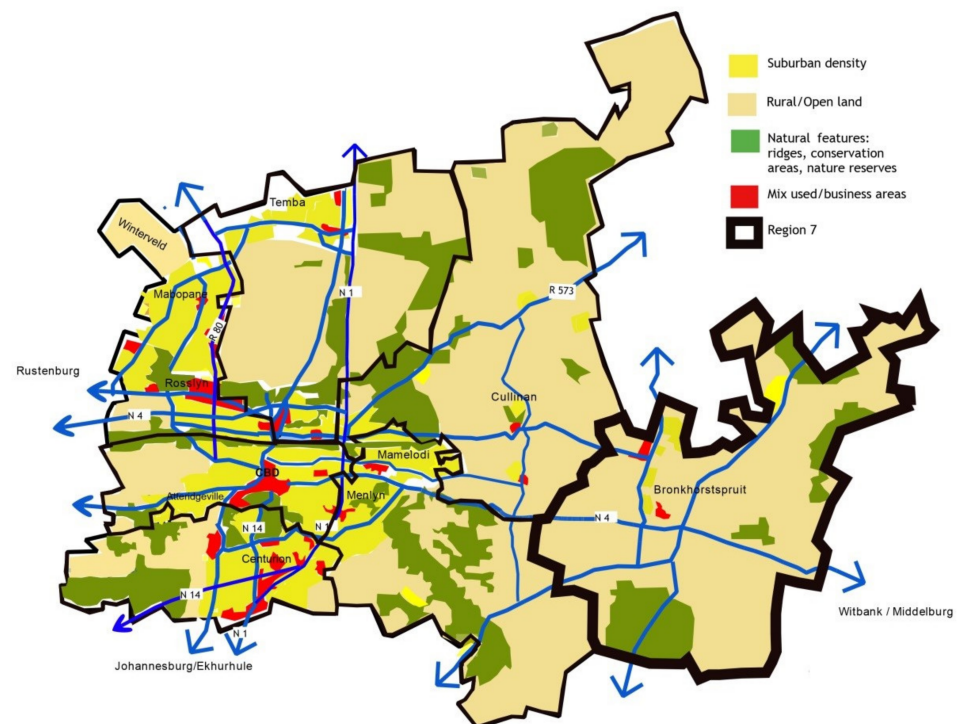 Suburban density
Rural/Open land
Natural features:
ridges, conservation
areas, nature reserves
Mix used/business areas
Region 7
Temba
Winterveld
Mabopane
N 1
R 573
R 80
Rustenburg
Rosslyn
Cullinan
N 4
CBD
Mamelodi
Atteridgeville
Menlyn
Bronkhorstspruit
N 4
N 14
N 1
Centurion
N 14
Witbank / Middelburg
N 1
Johannesburg/Ekhurhule